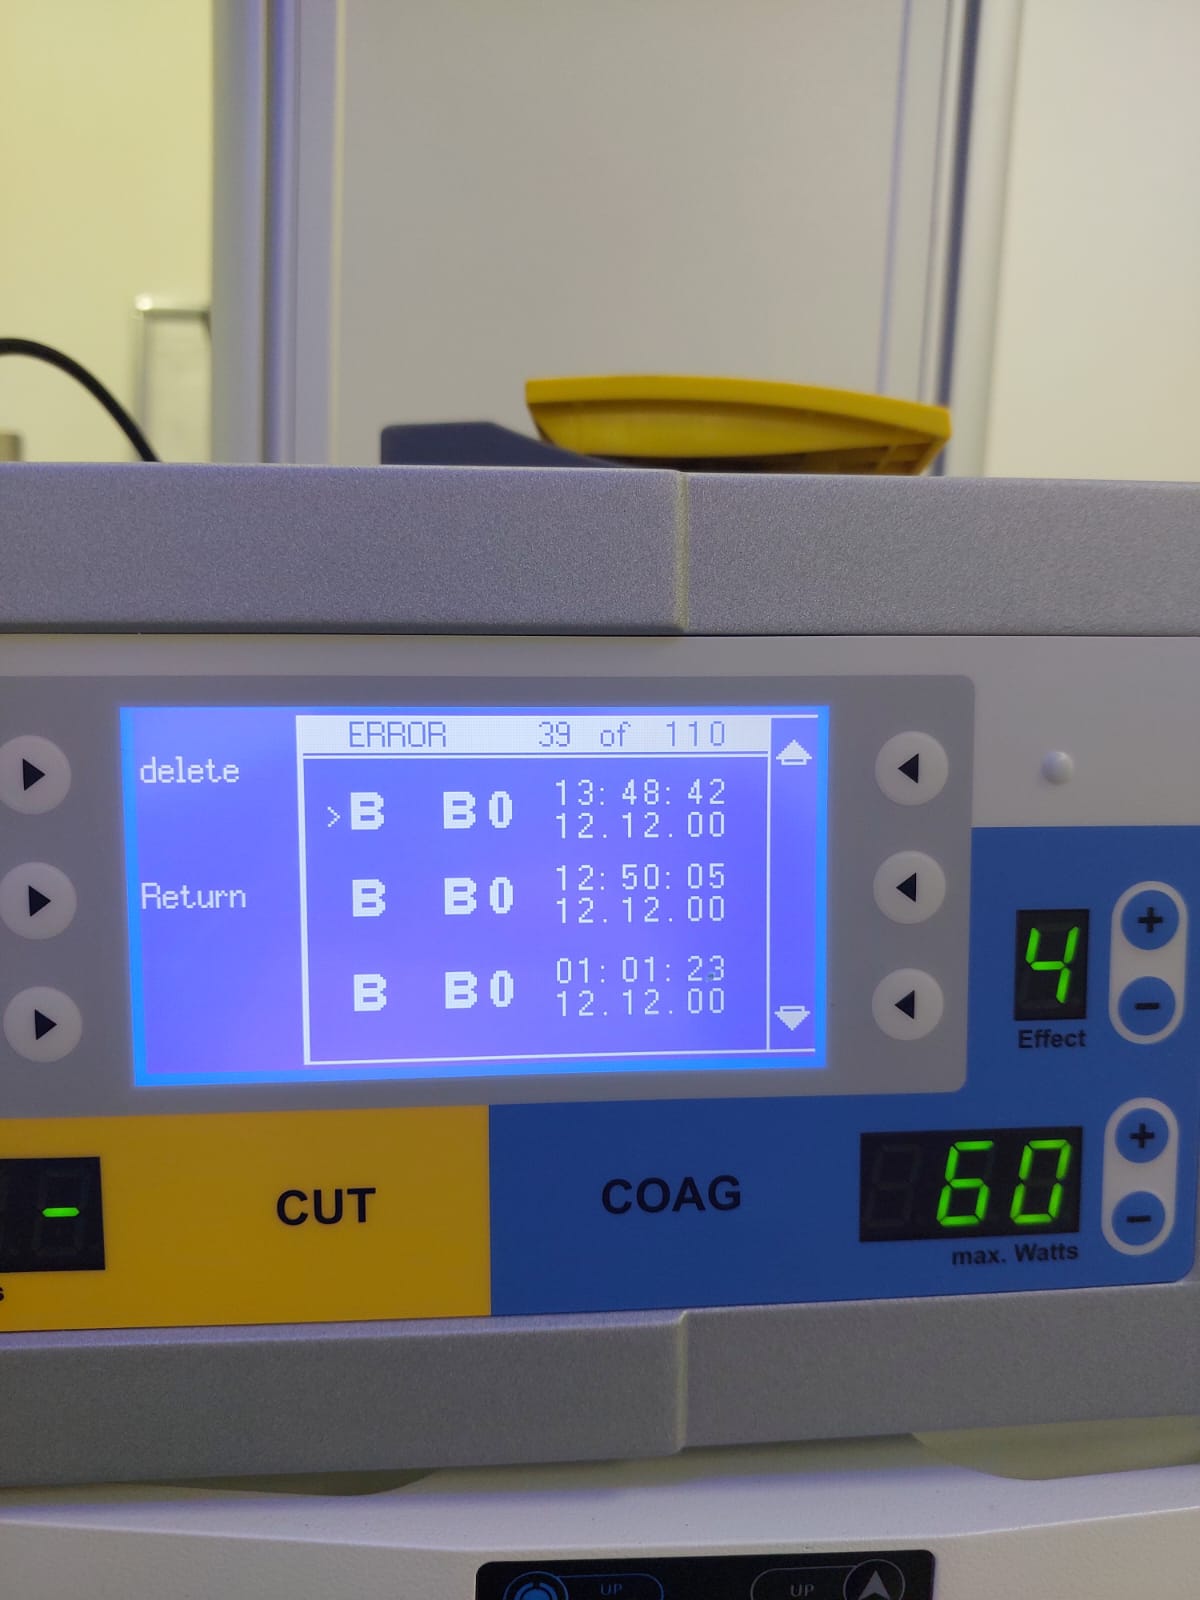 delete
Return
ERROR 39 of 110
>B B0 13:48:42
12.12.00
B B0 12:50:05
12.12.00
B B0 01:01:23
12.12.00
4
Effect
CUT
-
COAG
60
max. Watts
UP
UP